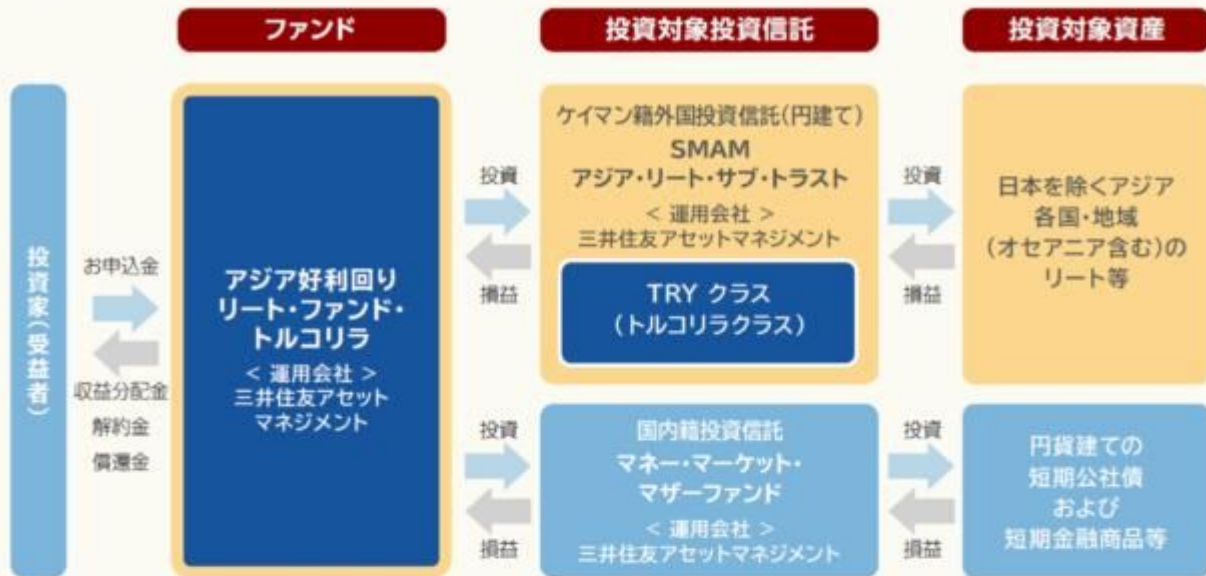 ファンド
投資対象投資信託
投資対象資産
投資家(受益者)
お申込金
収益分配金
解約金
償還金
アジア好利回り
リート・ファンド・
トルコリラ
< 運用会社 >
三井住友アセット
マネジメント
投資
損益
ケイマン籍外国投資信託(円建て)
SMAM
アジア・リート・サブ・トラスト
< 運用会社 >
三井住友アセットマネジメント
TRY クラス
(トルコリラクラス)
投資
損益
日本を除くアジア
各国・地域
(オセアニア含む)の
リート等
投資
損益
国内籍投資信託
マネー・マーケット・
マザーファンド
< 運用会社 >
三井住友アセットマネジメント
投資
損益
円貨建ての
短期公社債
および
短期金融商品等